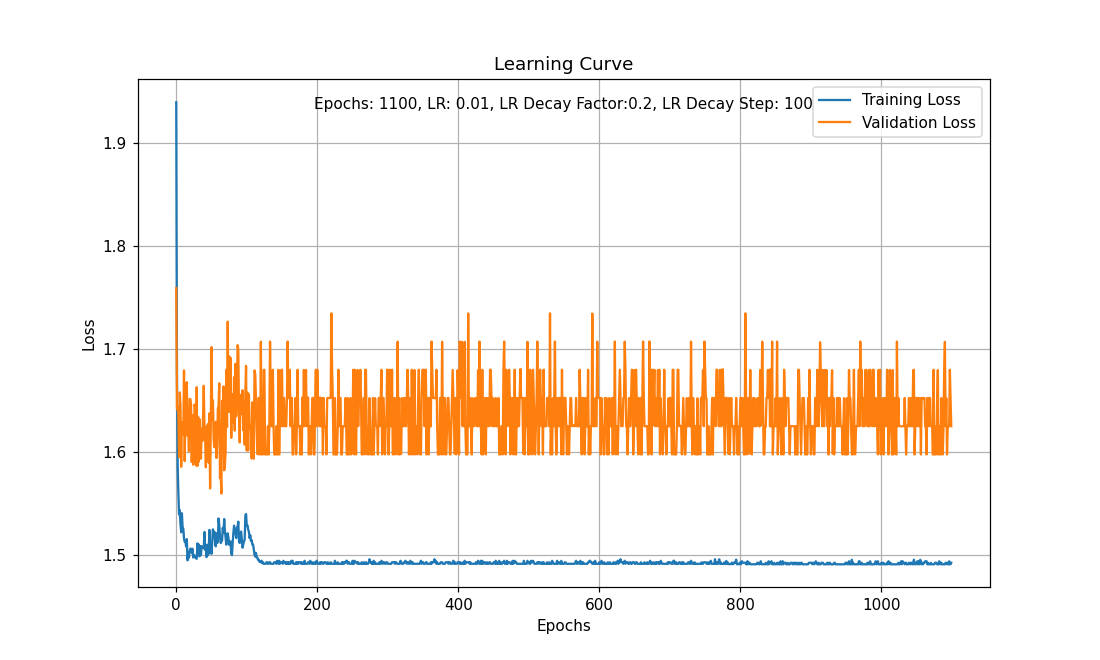 Learning Curve
Epochs: 1100, LR: 0.01, LR Decay Factor:0.2, LR Decay Step: 100
Training Loss
Validation Loss
1.9
1.8
1.7
1.6
1.5
Loss
0 200 400 600 800 1000
Epochs